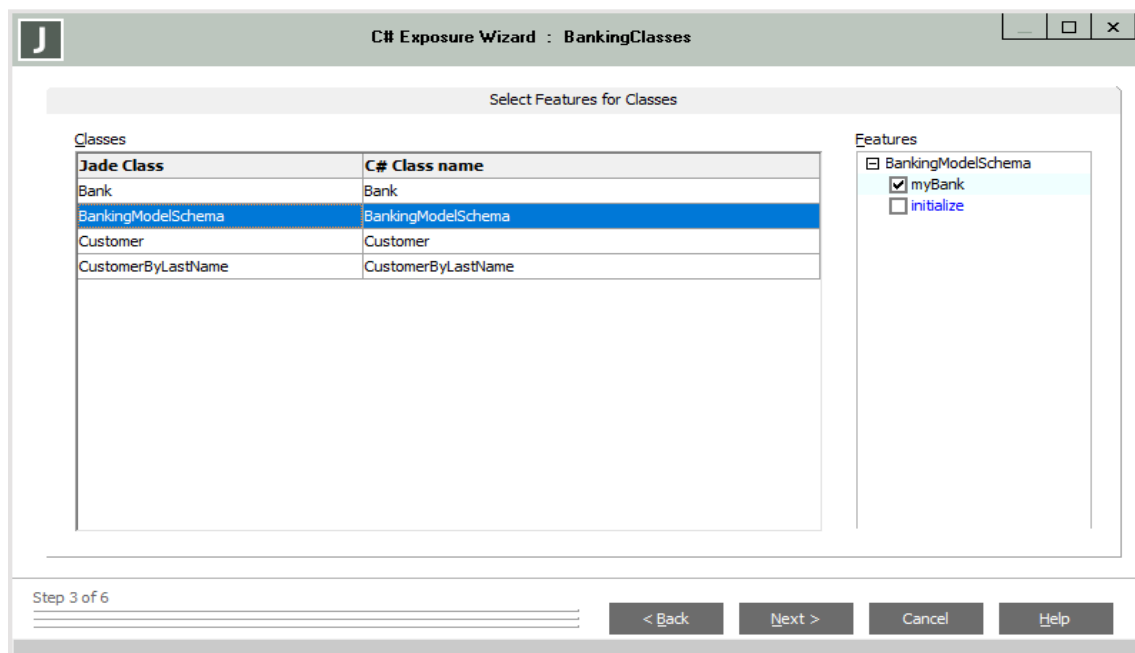 J
C# Exposure Wizard : BankingClasses
Select Features for Classes
Classes
Features
Jade Class C# Class name
BankingModelSchema
Bank Bank
myBank
BankingModelSchema BankingModelSchema
initialize
Customer Customer
CustomerByLastName CustomerByLastName
Step 3 of 6
< Back Next > Cancel Help